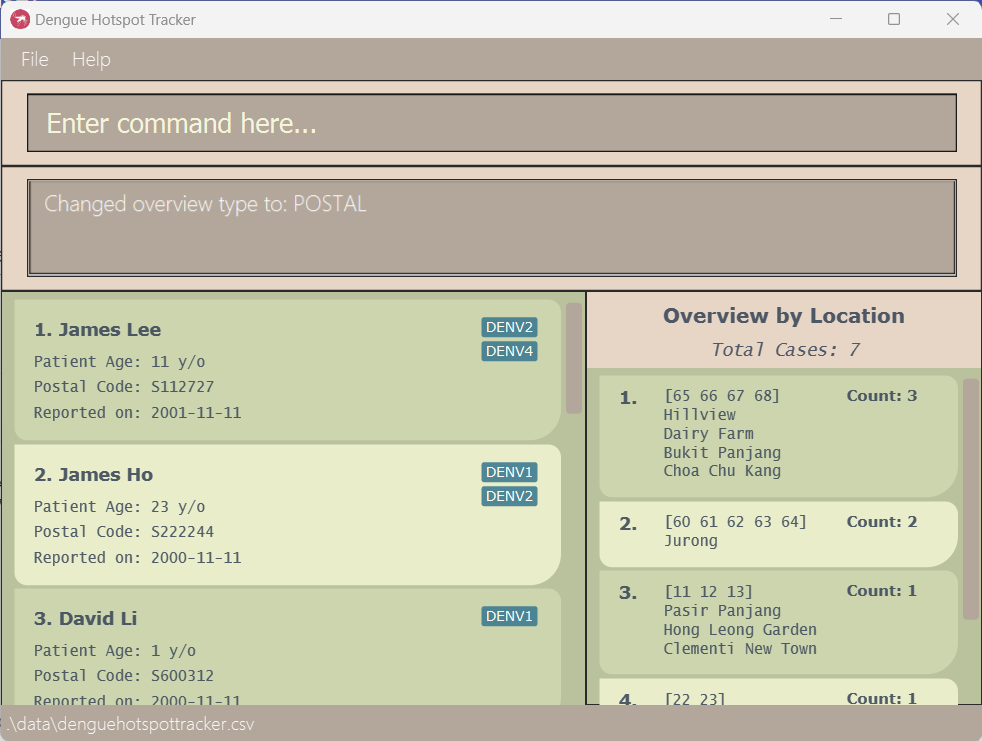 Dengue Hotspot Tracker
File Help
Enter command here...
Changed overview type to: POSTAL
1. James Lee
DENV2
DENV4
Patient Age: 11 y/o
Postal Code: S112727
Reported on: 2001-11-11
2. James Ho
DENV1
DENV2
Patient Age: 23 y/o
Postal Code: S222244
Reported on: 2000-11-11
3. David Li
DENV1
Patient Age: 1 y/o
Postal Code: S600312
Reported on: 2000-11-11
Overview by Location
Total Cases: 7
1. [65 66 67 68] Count: 3
Hillview
Dairy Farm
Bukit Panjang
Choa Chu Kang
2. [60 61 62 63 64] Count: 2
Jurong
3. [11 12 13] Count: 1
Pasir Panjang
Hong Leong Garden
Clementi New Town
4. [22 23] Count: 1
.\data\denguehotspottracker.csv